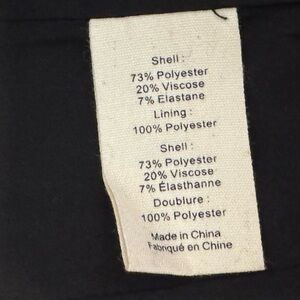 Shell :
73% Polyester
20% Viscose
7% Elastane
Lining :
100% Polyester
Shell :
73% Polyester
20% Viscose
7% Élasthanne
Doublure :
100% Polyester
Made in China
Fabriqué en Chine